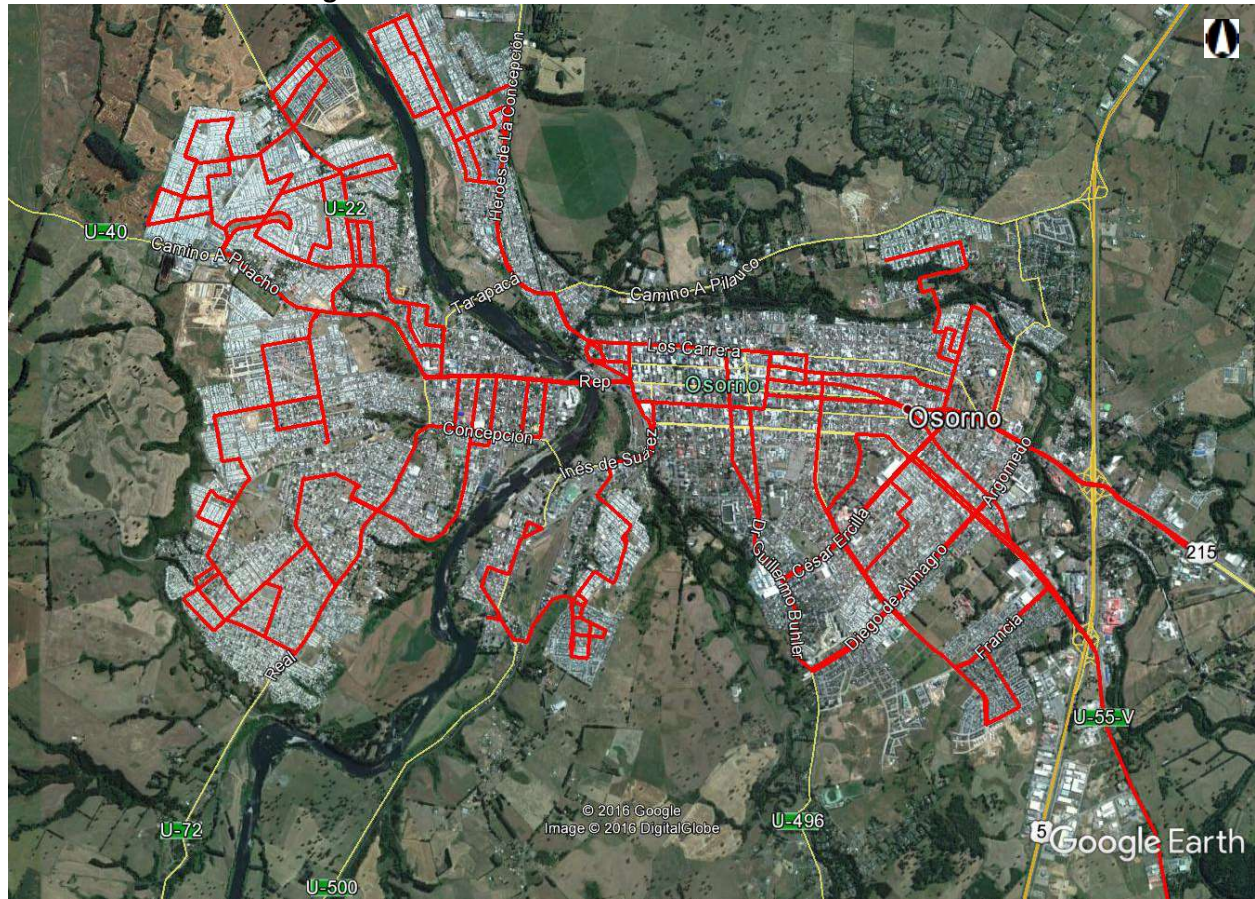 Heroes de La Concepción
U-22
U-40
Camino A Puacho
Tarapacá
Camino A Pilauco
Los Carrera
Rep
Osorno
Osorno
Concepción
Inés de Suárez
Argomedo
César Ercilla
Dr. Guillermo Buhler
Diego de Almagro
215
Francia
Real
U-55-V
U-72
U-500
U-496
© 2016 Google
Image © 2016 DigitalGlobe
5
Google Earth